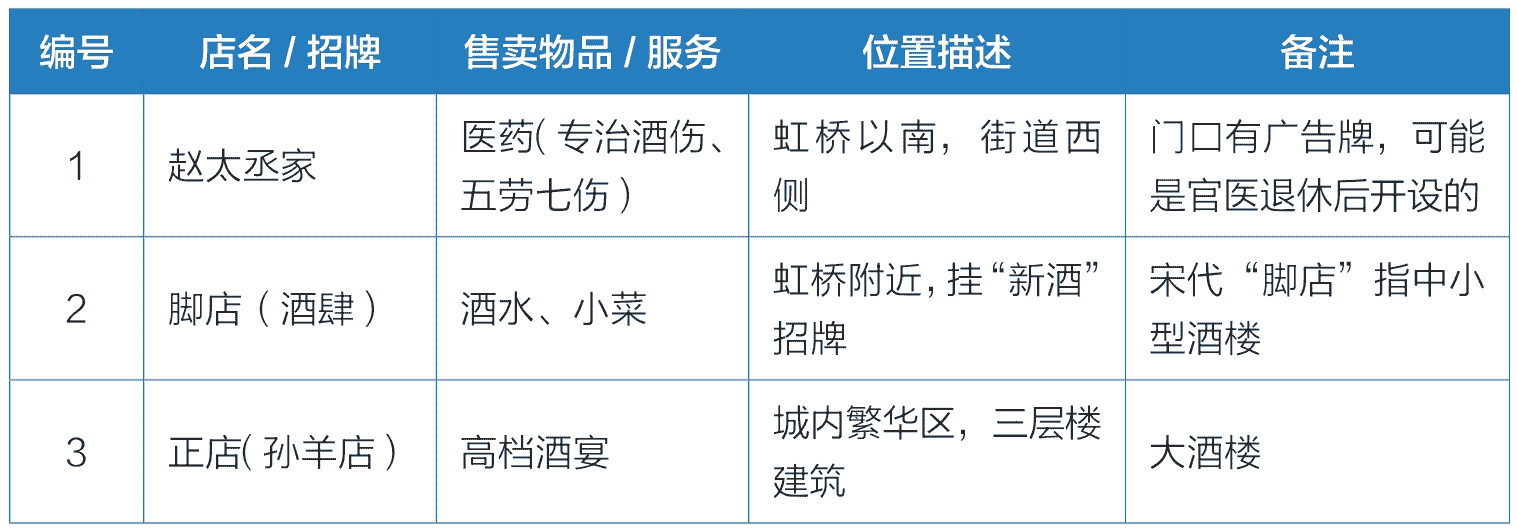 编号 店名 / 招牌 售卖物品 / 服务 位置描述 备注
1 赵太丞家 医药(专治酒伤、五劳七伤) 虹桥以南，街道西侧 门口有广告牌，可能是官医退休后开设的
2 脚店（酒肆） 酒水、小菜 虹桥附近，挂“新酒”招牌 宋代“脚店”指中小型酒楼
3 正店(孙羊店) 高档酒宴 城内繁华区，三层楼建筑 大酒楼